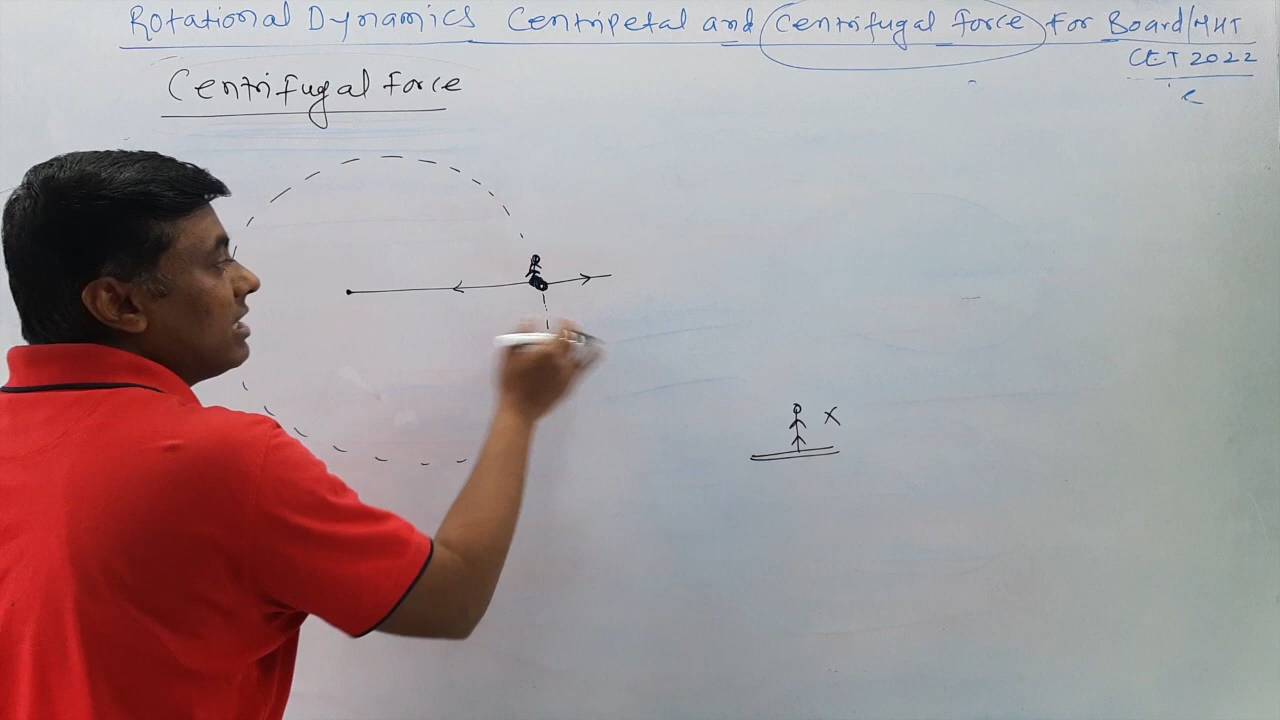 Rotational Dynamics Centripetal and Centrifugal force For Board/MHT
CET 2022
Centrifugal force
X